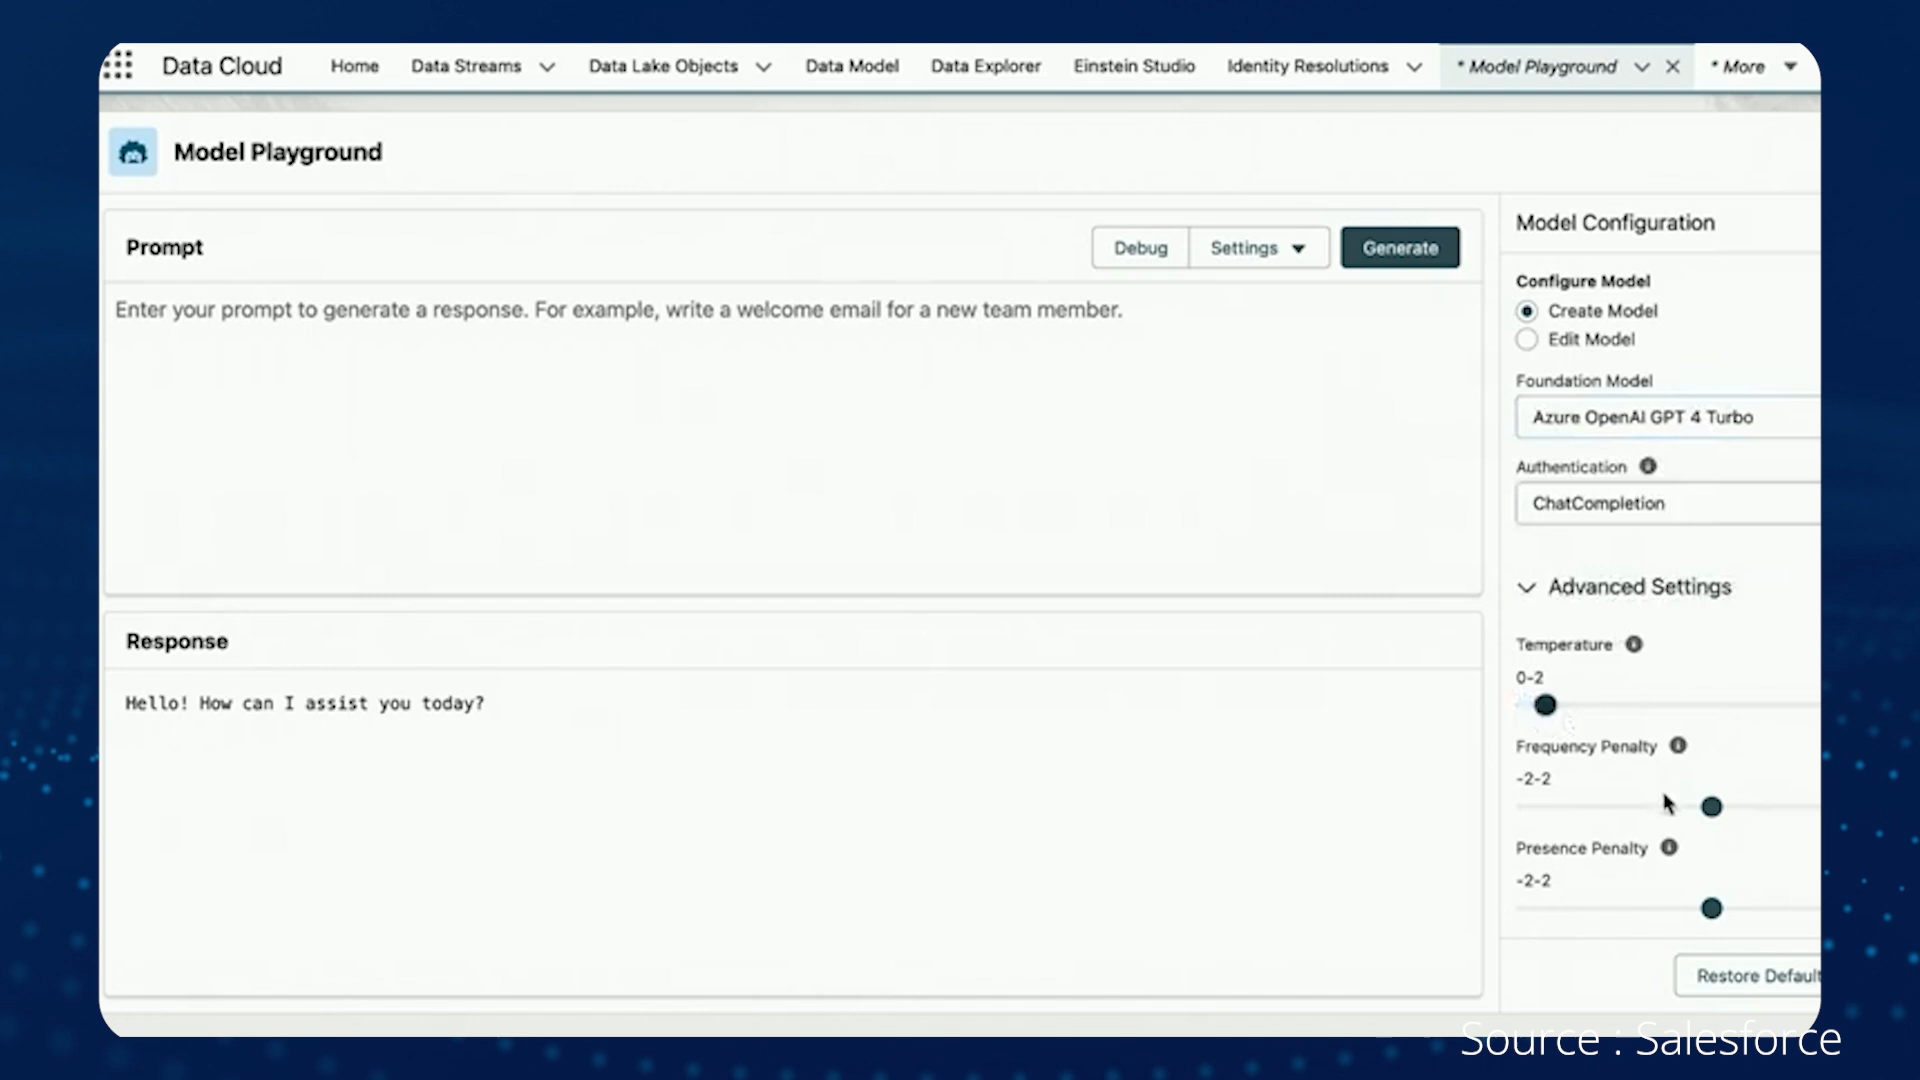 Data Cloud Home Data Streams Data Lake Objects Data Model Data Explorer Einstein Studio Identity Resolutions * Model Playground * More
Model Playground
Prompt Debug Settings Generate
Enter your prompt to generate a response. For example, write a welcome email for a new team member.
Response
Hello! How can I assist you today?
Model Configuration
Configure Model
Create Model
Edit Model
Foundation Model
Azure OpenAI GPT 4 Turbo
Authentication
ChatCompletion
Advanced Settings
Temperature
0-2
Frequency Penalty
-2-2
Presence Penalty
-2-2
Restore Default
Source : Salesforce